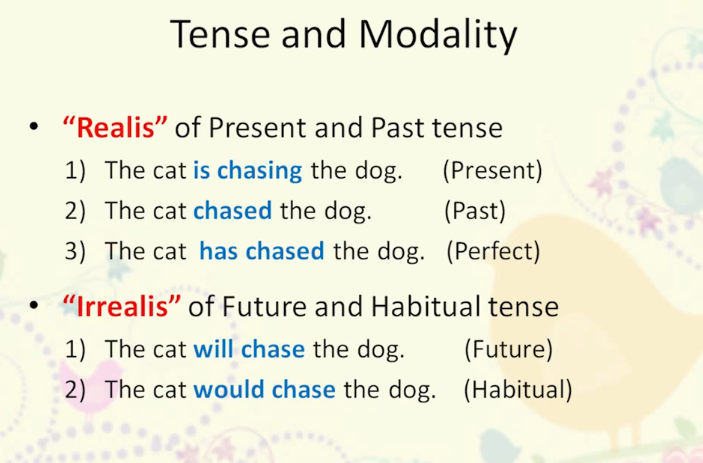 Tense and Modality
• “Realis” of Present and Past tense
1) The cat is chasing the dog. (Present)
2) The cat chased the dog. (Past)
3) The cat has chased the dog. (Perfect)
• “Irrealis” of Future and Habitual tense
1) The cat will chase the dog. (Future)
2) The cat would chase the dog. (Habitual)